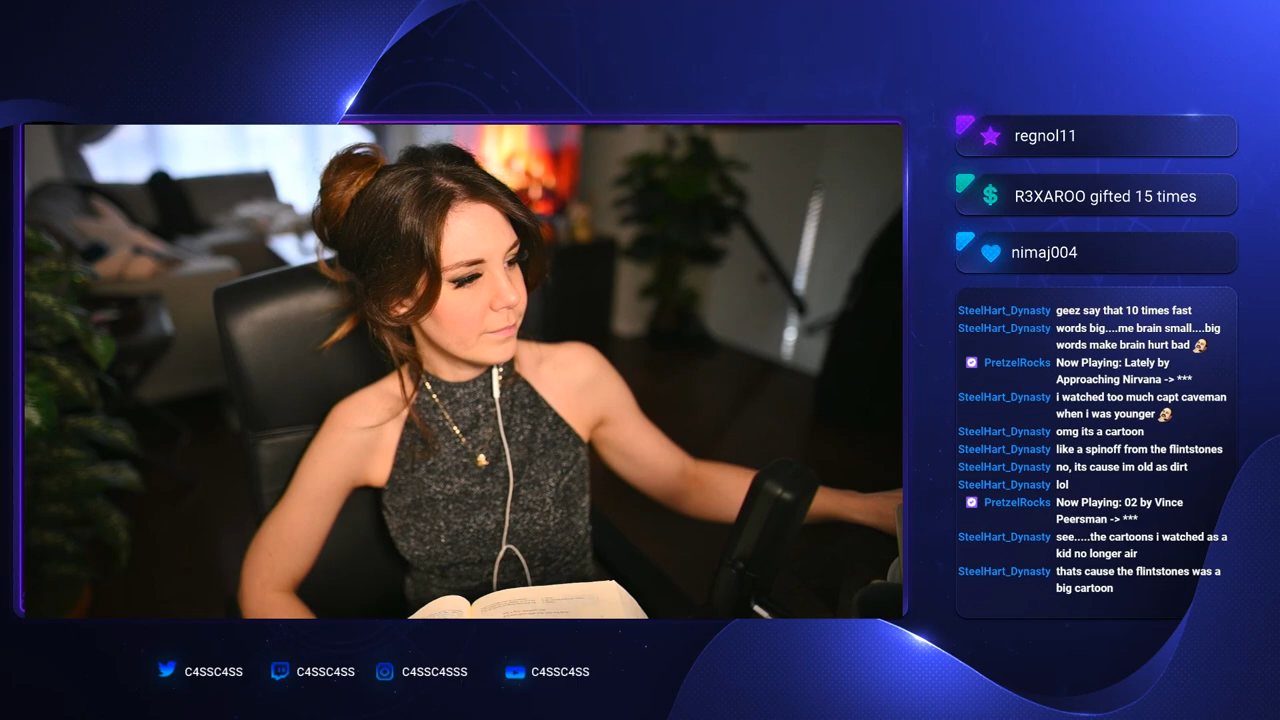 regnol11
R3XAROO gifted 15 times
nimaj004
SteelHart_Dynasty geez say that 10 times fast
SteelHart_Dynasty words big....me brain small....big
words make brain hurt bad
PretzelRocks Now Playing: Lately by
Approaching Nirvana -> ***
SteelHart_Dynasty i watched too much capt caveman
when i was younger
SteelHart_Dynasty omg its a cartoon
SteelHart_Dynasty like a spinoff from the flintstones
SteelHart_Dynasty no, its cause im old as dirt
SteelHart_Dynasty lol
PretzelRocks Now Playing: 02 by Vince
Peersman -> ***
SteelHart_Dynasty see.....the cartoons i watched as a
kid no longer air
SteelHart_Dynasty thats cause the flintstones was a
big cartoon
C4SSC4SS C4SSC4SS C4SSC4SSS C4SSC4SS